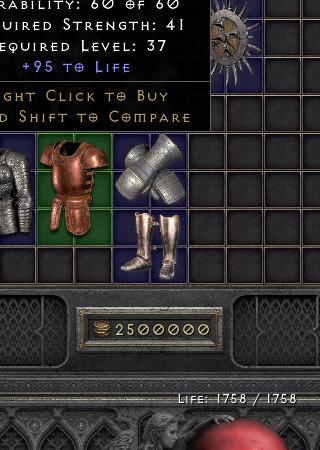 RABILITY: 60 OF 60
UIRED STRENGTH: 41
EQUIRED LEVEL: 37
+95 TO LIFE
GHT CLICK TO BUY
D SHIFT TO COMPARE
2500000
LIFE: 1758 / 1758